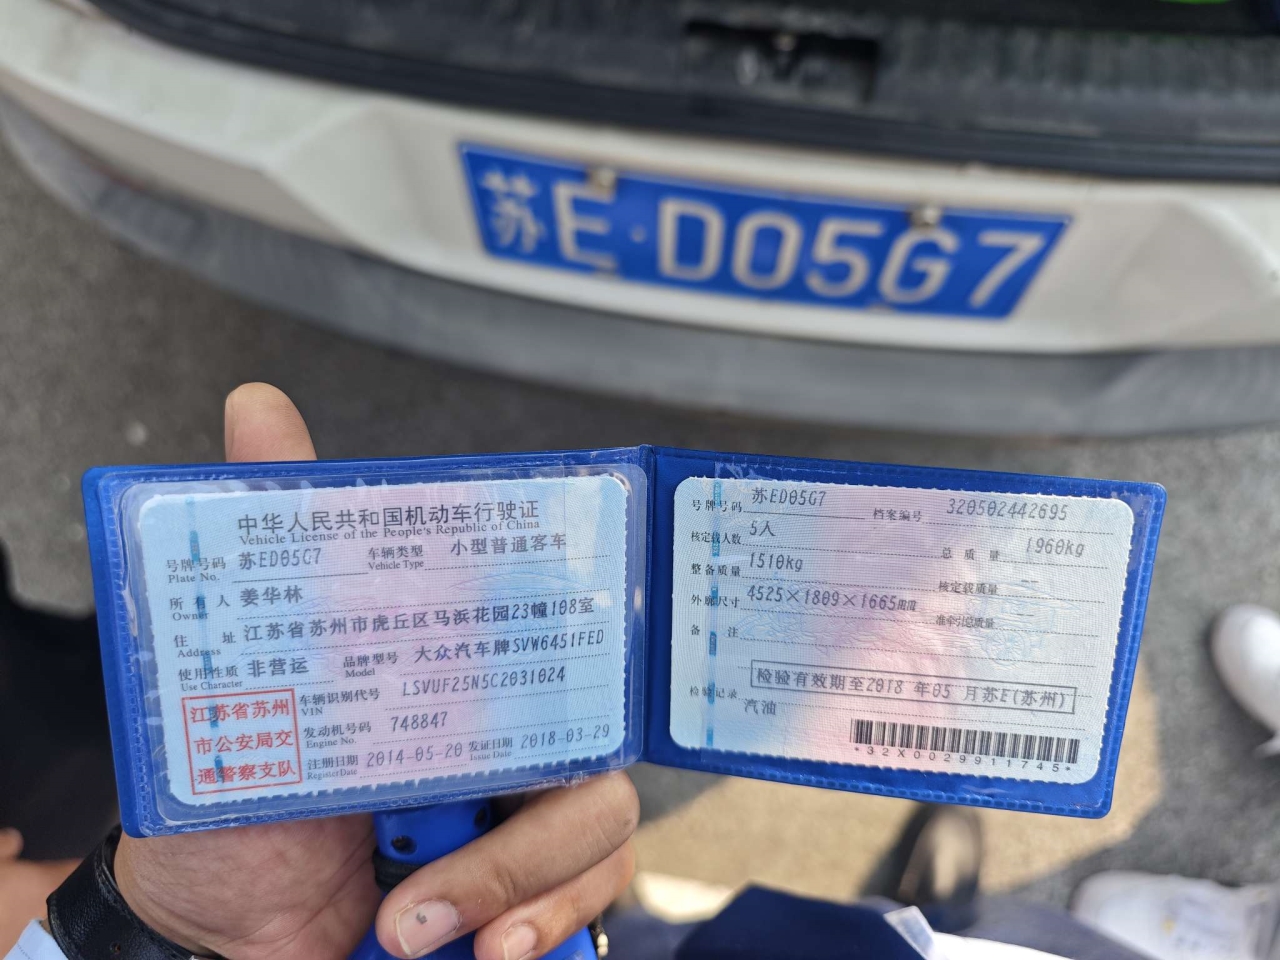 苏E·D05G7
中华人民共和国机动车行驶证
Vehicle License of the People's Republic of China
号牌号码 苏ED05G7 车辆类型 小型普通客车
Plate No. Vehicle Type
所有人 姜华林
Owner
住址 江苏省苏州市虎丘区马浜花园23幢108室
Address
使用性质 非营运 品牌型号 大众汽车牌SVW6451FED
Use Character Model
江苏省苏州
市公安局交
通警察支队
车辆识别代号 LSVUF25N5C2031024
VIN
发动机号码 748847
Engine No.
注册日期 2014-05-20 发证日期 2018-03-29
Register Date Issue Date
号牌号码 苏ED05G7 档案编号 320502442695
核定载人数 5人 总质量 1960kg
整备质量 1510kg 核定载质量 --
外廓尺寸 4525×1809×1665mm 准牵引总质量
备注
检验有效期至2018年05月苏E(苏州)
检验记录
汽油
*32X0029911745*